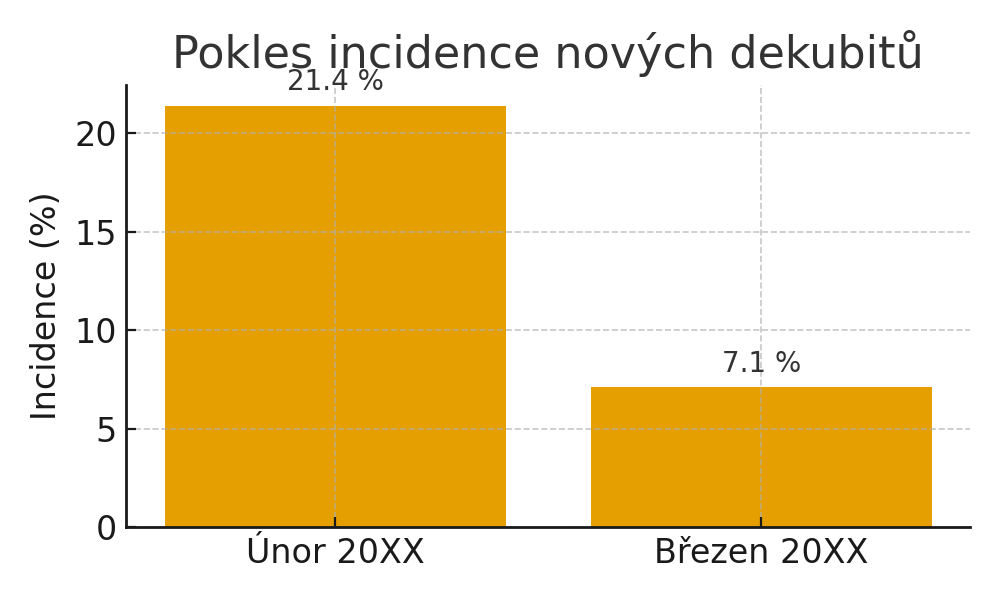 Pokles incidence nových dekubitů
21.4 %
20
15
10
5
0
Incidence (%)
7.1 %
Únor 20XX
Březen 20XX